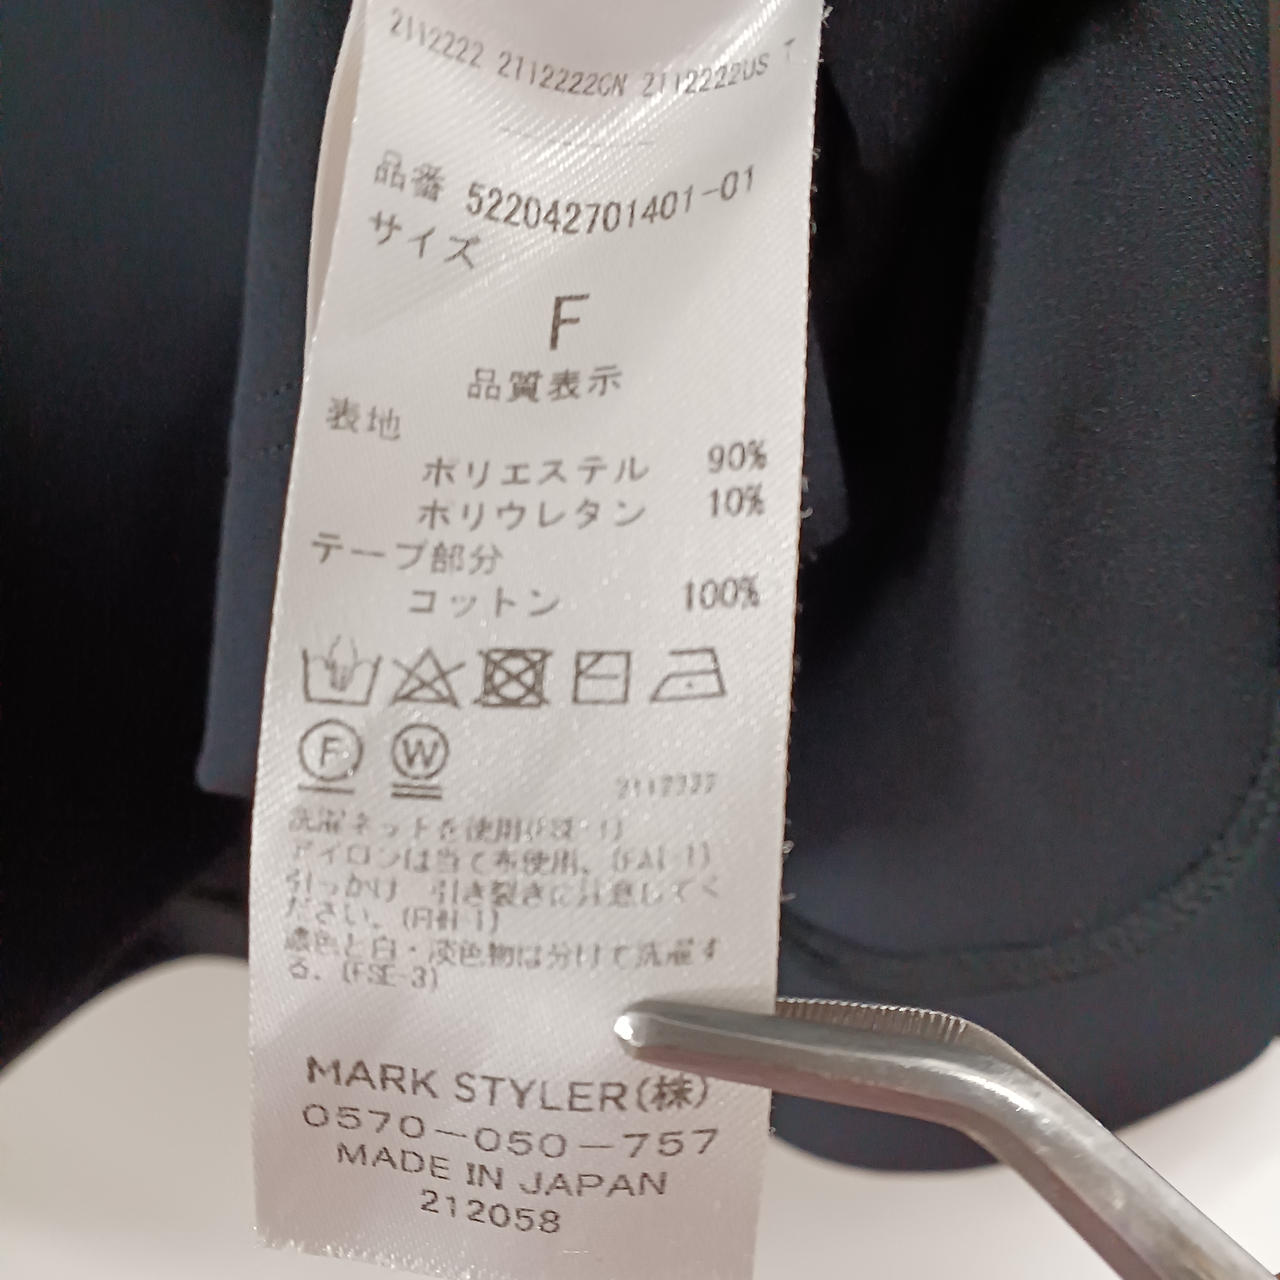 2112222 2112222CN 2112222US T
品番 522042701401-01
サイズ
F
品質表示
表地
ポリエステル 90%
ポリウレタン 10%
テープ部分
コットン 100%
F W
2112222
洗濯ネットを使用(FSE-1)
アイロンは当て布使用。(FAI-1)
引っかけ 引き裂きに注意してく
ださい。(FHH-1)
濃色と白・淡色物は分けて洗濯す
る。(FSE-3)
MARK STYLER(株)
0570-050-757
MADE IN JAPAN
212058